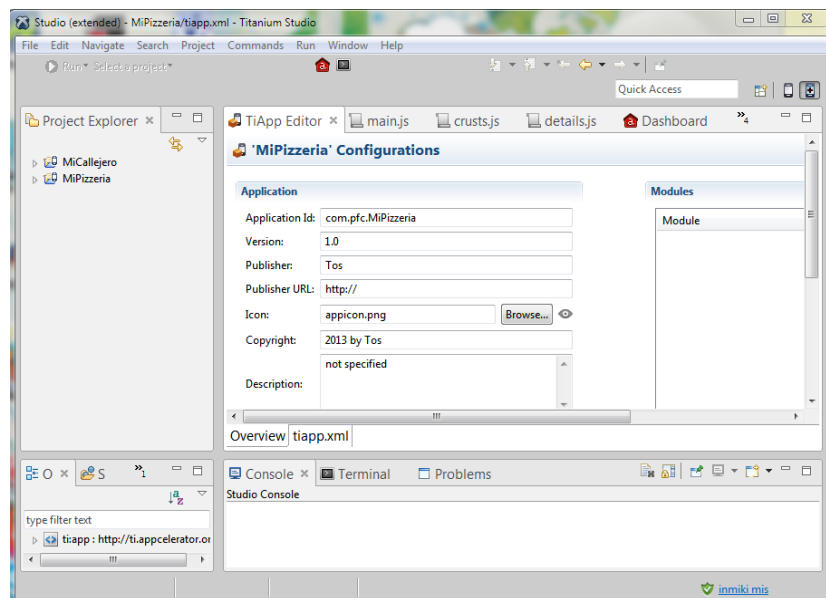 Studio (extended) - MiPizzeria/tiapp.xml - Titanium Studio
File Edit Navigate Search Project Commands Run Window Help
Run Select a project
Quick Access
Project Explorer
TiApp Editor main.js crusts.js details.js Dashboard 4
MiCallejero
MiPizzeria
'MiPizzeria' Configurations
Application
Modules
Application Id: com.pfc.MiPizzeria
Module
Version: 1.0
Publisher: Tos
Publisher URL: http://
Icon: appicon.png Browse...
Copyright: 2013 by Tos
Description: not specified
Overview tiapp.xml
O S 1
Console Terminal Problems
Studio Console
type filter text
ti:app : http://ti.appcelerator.or
inmiki mis